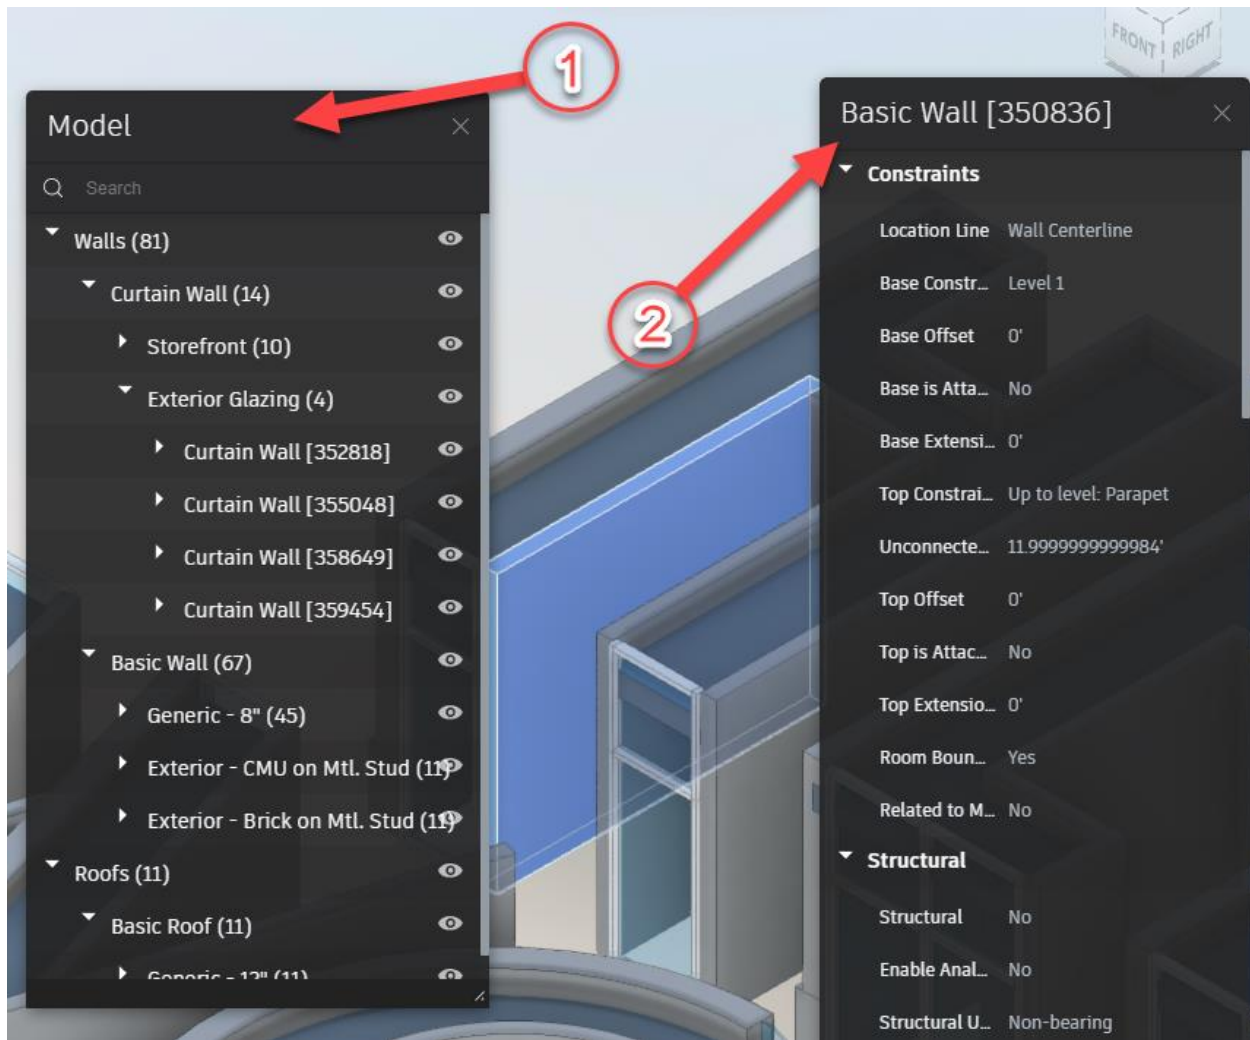 FRONT
RIGHT
1
Model
Search
Walls (81)
Curtain Wall (14)
Storefront (10)
Exterior Glazing (4)
Curtain Wall [352818]
Curtain Wall [355048]
Curtain Wall [358649]
Curtain Wall [359454]
Basic Wall (67)
Generic - 8" (45)
Exterior - CMU on Mtl. Stud (11)
Exterior - Brick on Mtl. Stud (11)
Roofs (11)
Basic Roof (11)
Generic - 12" (11)
2
Basic Wall [350836]
Constraints
Location Line Wall Centerline
Base Constr... Level 1
Base Offset 0'
Base is Atta... No
Base Extensi... 0'
Top Constrai... Up to level: Parapet
Unconnecte... 11.9999999999984'
Top Offset 0'
Top is Attac... No
Top Extensio... 0'
Room Boun... Yes
Related to M... No
Structural
Structural No
Enable Anal... No
Structural U... Non-bearing